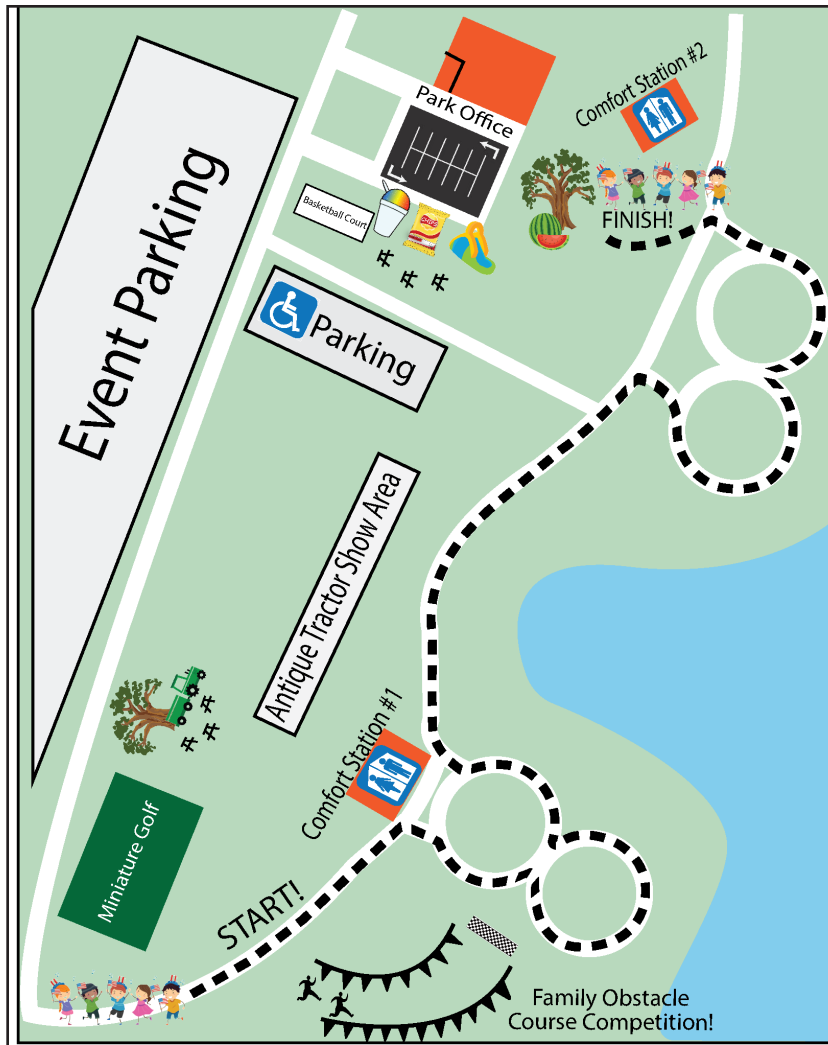 Comfort Station #2
Park Office
Basketball Court
Lay's
FINISH!
Event Parking
Parking
Antique Tractor Show Area
Comfort Station #1
Miniature Golf
START!
Family Obstacle
Course Competition!